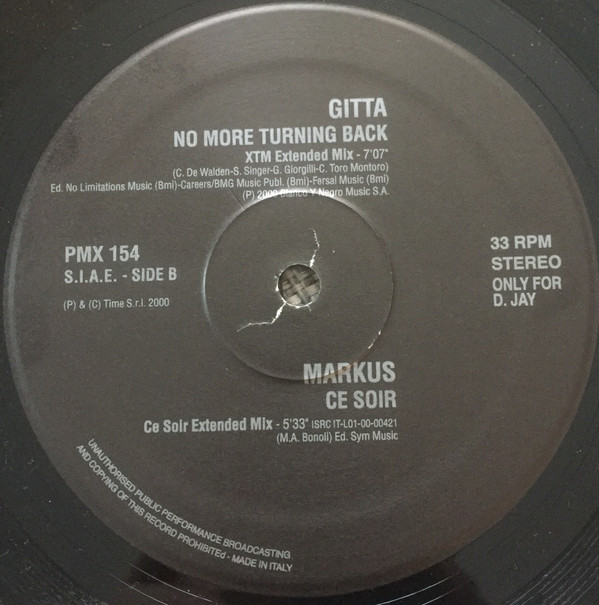 GITTA
NO MORE TURNING BACK
XTM Extended Mix - 7'07"
(C. De Walden-S. Singer-G. Giorgilli-C. Toro Montoro)
Ed. No Limitations Music (Bmi)-Careers/BMG Music Publ. (Bmi)-Fersal Music (Bmi)
(P) 2000 Blanco Y Negro Music S.A.
PMX 154
S.I.A.E. - SIDE B
(P) & (C) Time S.r.l. 2000
33 RPM
STEREO
ONLY FOR
D. JAY
MARKUS
CE SOIR
Ce Soir Extended Mix - 5'33" ISRC IT-L01-00-00421
(M.A. Bonoli) Ed. Sym Music
UNAUTHORISED PUBLIC PERFORMANCE BROADCASTING
AND COPYING OF THIS RECORD PROHIBITEd - MADE IN ITALY